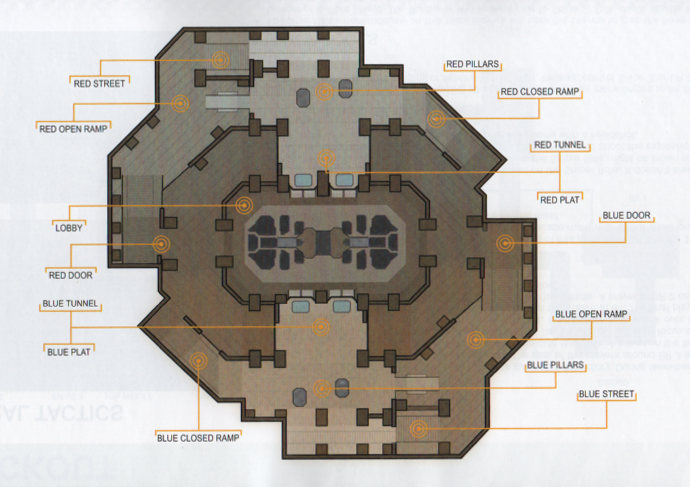 RED STREET
RED OPEN RAMP
LOBBY
RED DOOR
BLUE TUNNEL
BLUE PLAT
BLUE CLOSED RAMP
RED PILLARS
RED CLOSED RAMP
RED TUNNEL
RED PLAT
BLUE DOOR
BLUE OPEN RAMP
BLUE PILLARS
BLUE STREET